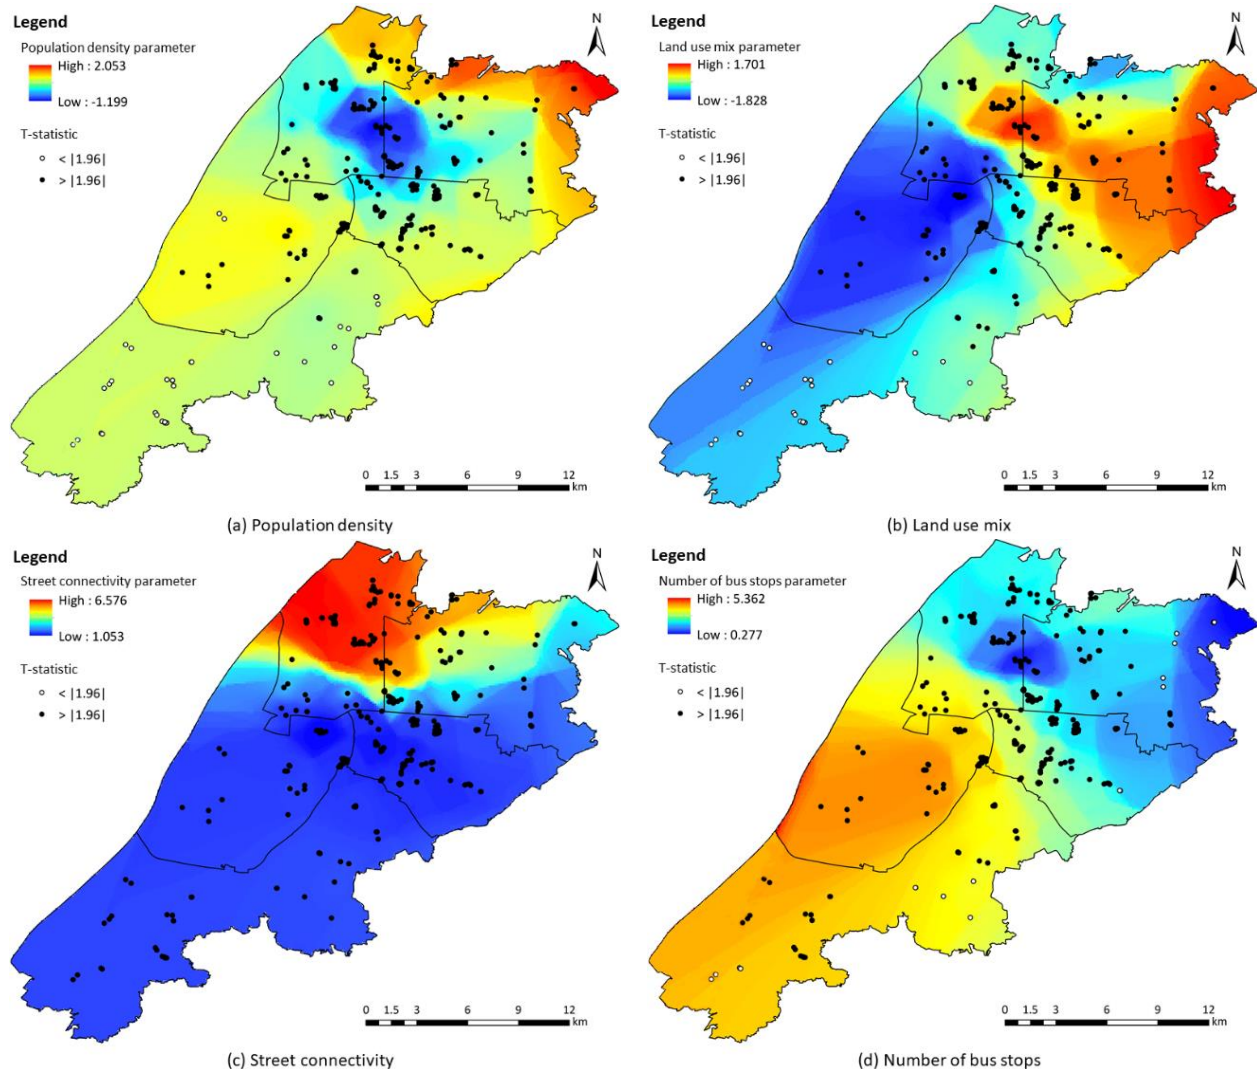 Legend
Population density parameter
High : 2.053
Low : -1.199
T-statistic
< |1.96|
> |1.96|
N
0 1.5 3 6 9 12
km
(a) Population density
Legend
Land use mix parameter
High : 1.701
Low : -1.828
T-statistic
< |1.96|
> |1.96|
N
0 1.5 3 6 9 12
km
(b) Land use mix
Legend
Street connectivity parameter
High : 6.576
Low : 1.053
T-statistic
< |1.96|
> |1.96|
N
0 1.5 3 6 9 12
km
(c) Street connectivity
Legend
Number of bus stops parameter
High : 5.362
Low : 0.277
T-statistic
< |1.96|
> |1.96|
N
0 1.5 3 6 9 12
km
(d) Number of bus stops